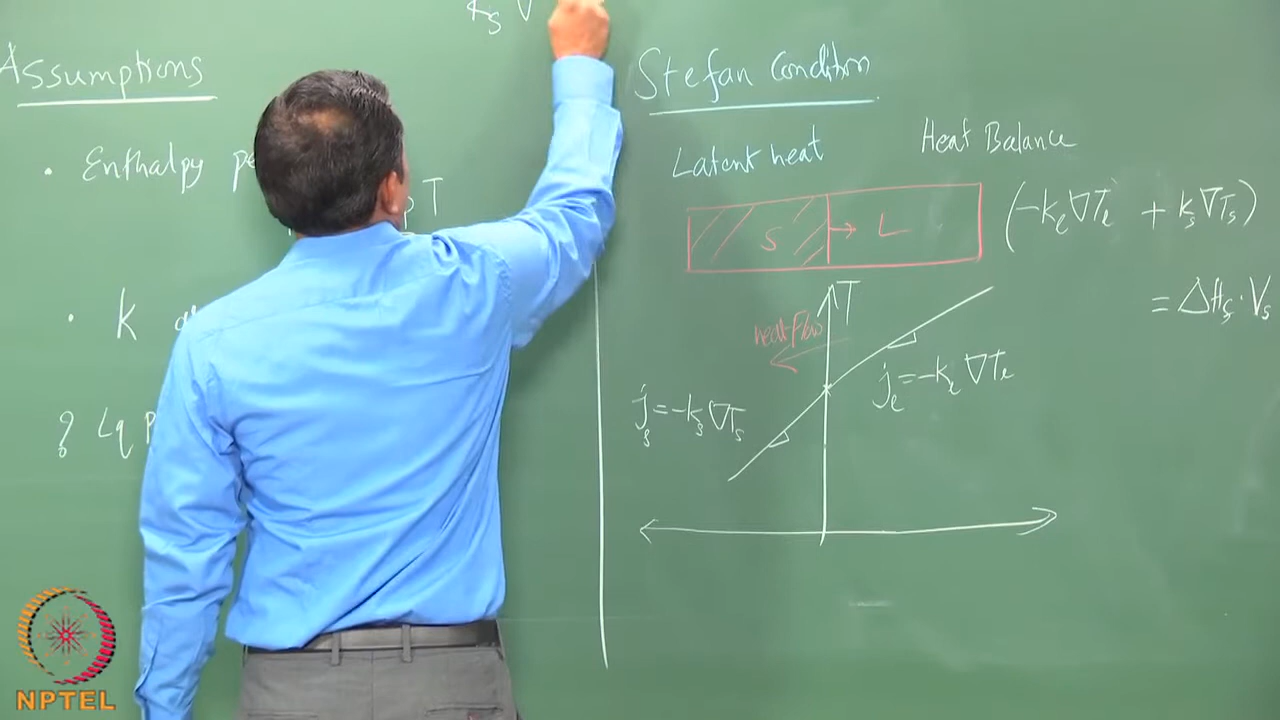 k_s ∇
Assumptions
• Enthalpy pe
T
• k
Lq P
Stefan Condition
Latent heat
Heat Balance
S → L
(-k_l ∇T_l + k_s ∇T_s)
= ΔH_s · V_s
T
heat flow
j_l = -k_l ∇T_l
j_s = -k_s ∇T_s
NPTEL